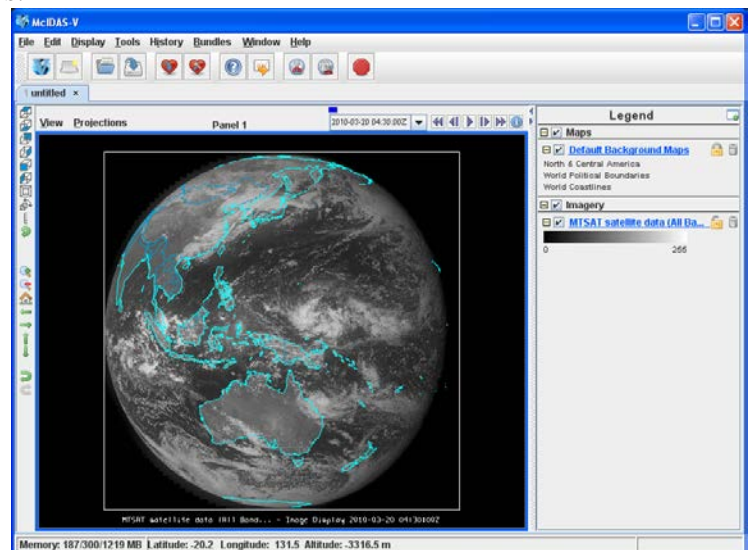 McIDAS-V
File Edit Display Tools History Bundles Window Help
untitled
View Projections Panel 1 2010-03-20 04:30:00Z
Legend
Maps
Default Background Maps
North & Central America
World Political Boundaries
World Coastlines
Imagery
MTSAT satellite data (All Ba...
0 255
MTSAT satellite data (All Band... - Image Display 2010-03-20 04:30:00Z
Memory: 187/300/1219 MB Latitude: -20.2 Longitude: 131.5 Altitude: -3316.5 m